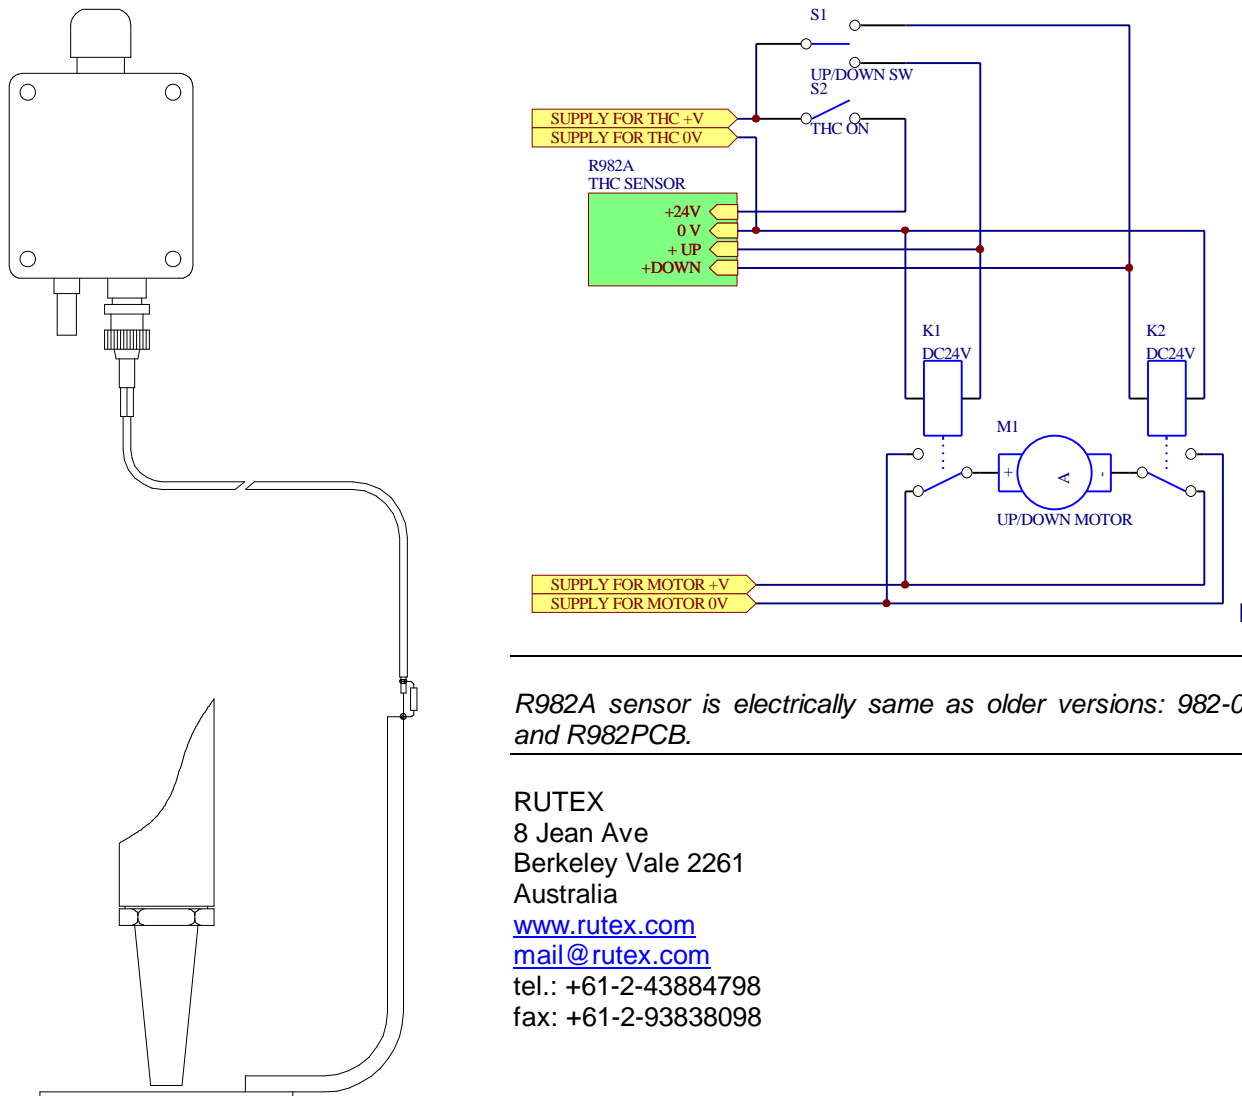 S1
UP/DOWN SW
S2
THC ON
SUPPLY FOR THC +V
SUPPLY FOR THC 0V
R982A
THC SENSOR
+24V
0 V
+ UP
+DOWN
K1
DC24V
K2
DC24V
M1
+
A
-
UP/DOWN MOTOR
SUPPLY FOR MOTOR +V
SUPPLY FOR MOTOR 0V
R982A sensor is electrically same as older versions: 982-0
and R982PCB.
RUTEX
8 Jean Ave
Berkeley Vale 2261
Australia
www.rutex.com
mail@rutex.com
tel.: +61-2-43884798
fax: +61-2-93838098